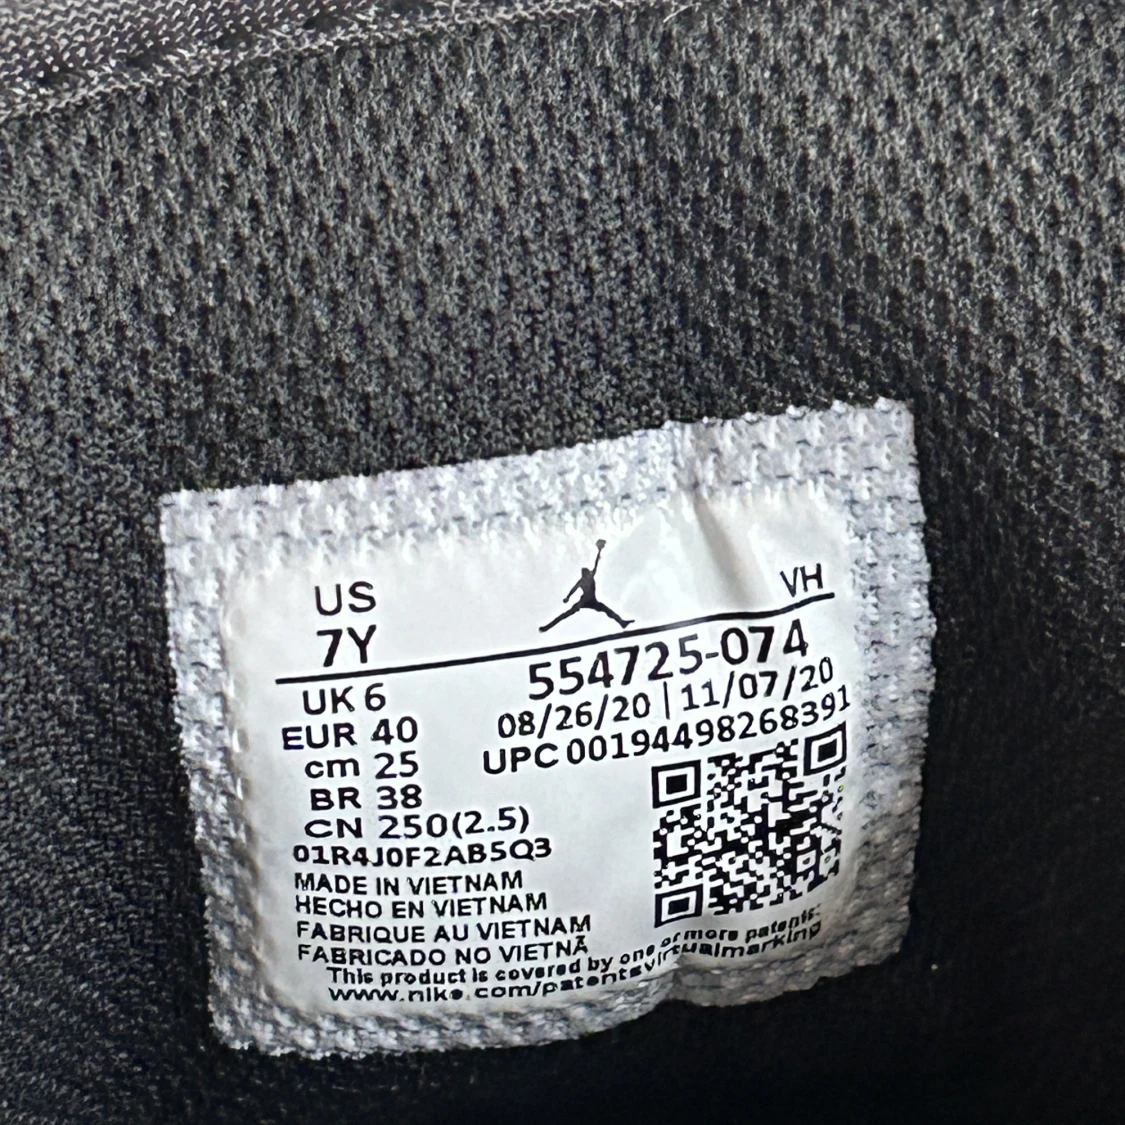 US
7Y
VH
UK 6
EUR 40
cm 25
BR 38
CN 250(2.5)
01R4J0F2AB5Q3
554725-074
08/26/20 | 11/07/20
UPC 00194498268391
MADE IN VIETNAM
HECHO EN VIETNAM
FABRIQUE AU VIETNAM
FABRICADO NO VIETNÃ
This product is covered by one or more patents:
www.nike.com/patentsvirtualmarking